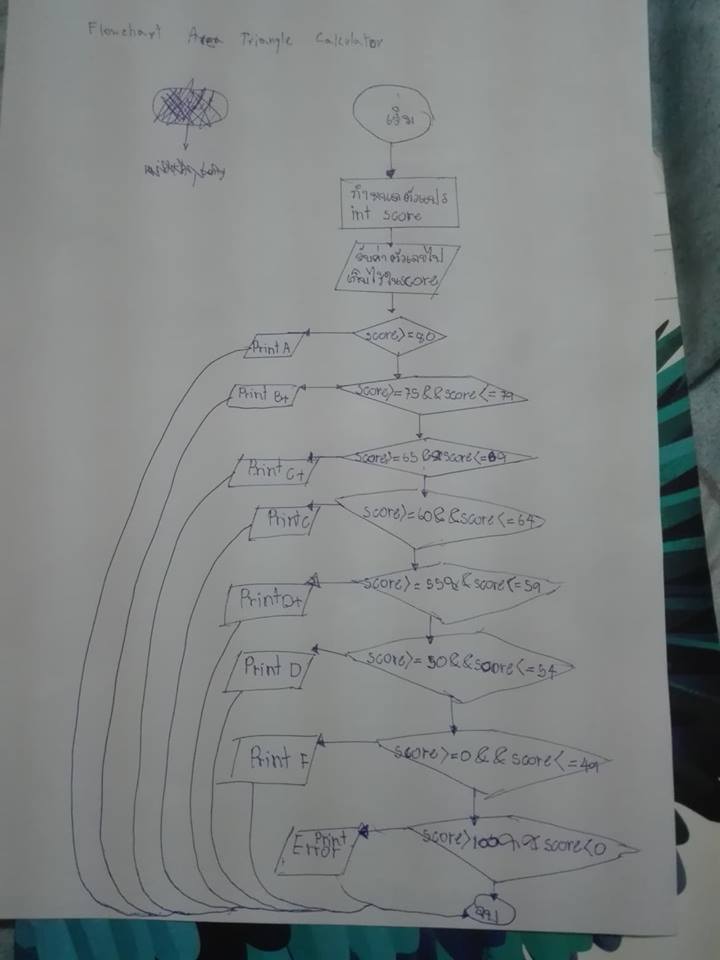 Flowchart Area Triangle Calculator
เริ่ม
กำหนดตัวแปร
int score
รับค่าตัวเลขไป
เก็บไว้ในscore
score>=80
Print A
score>=75&&score<=79
Print B+
score>=65&&score<=69
Print C+
score>=60&&score<=64
Print C
score>=55&&score<=59
Print D+
score>=50&&score<=54
Print D
score>=0&&score<=49
Print F
score>100&&score<0
Print
Error
จบ